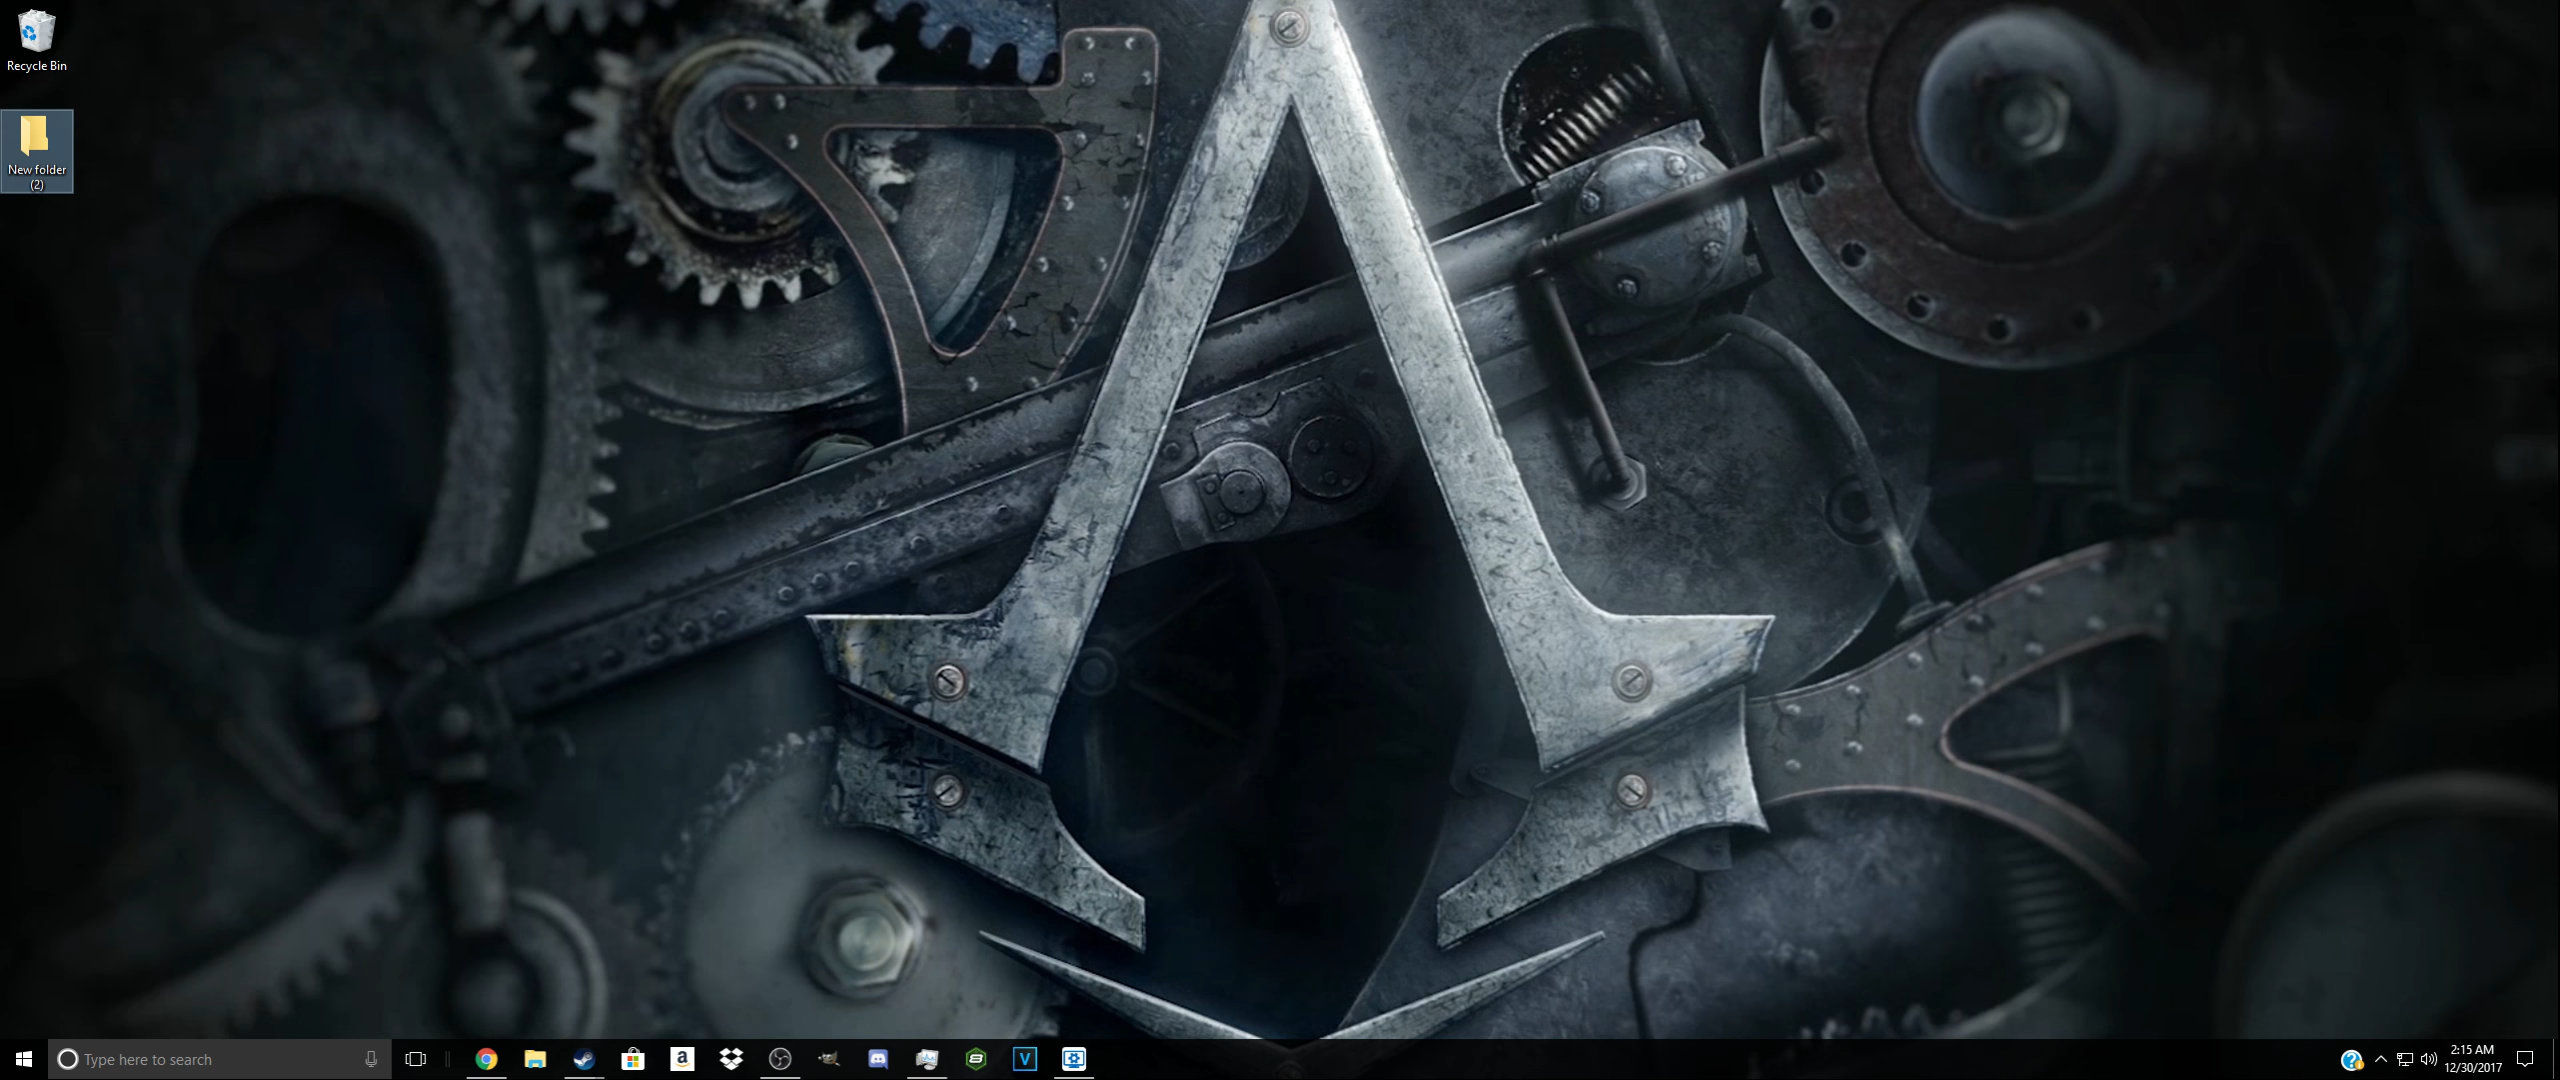 Recycle Bin
New folder
(2)
Type here to search
a
V
2:15 AM
12/30/2017